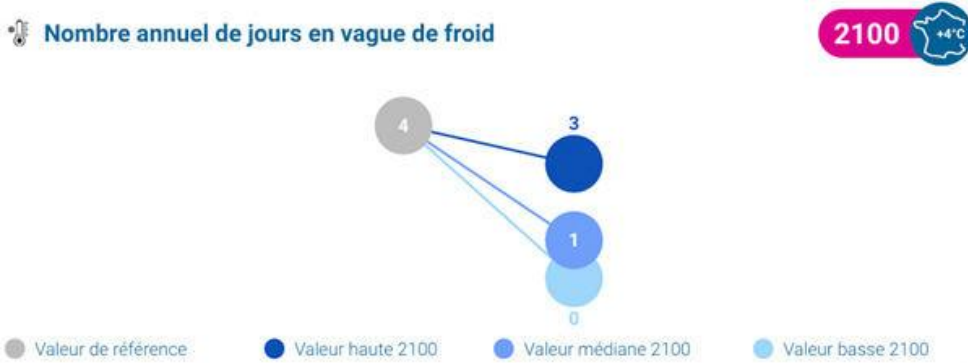 Nombre annuel de jours en vague de froid
2100 +4°C
4
3
1
0
Valeur de référence Valeur haute 2100 Valeur médiane 2100 Valeur basse 2100